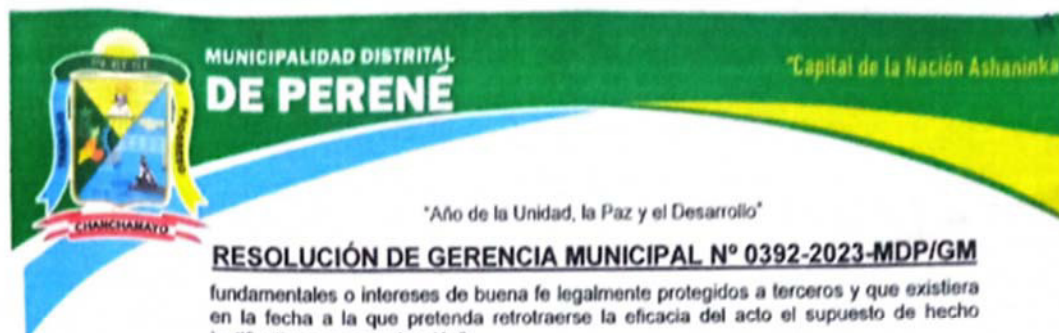 MUNICIPALIDAD DISTRITAL
DE PERENÉ
"Capital de la Nación Ashaninka
CHANCHAMAYO
"Año de la Unidad, la Paz y el Desarrollo"
RESOLUCIÓN DE GERENCIA MUNICIPAL Nº 0392-2023-MDP/GM
fundamentales o intereses de buena fe legalmente protegidos a terceros y que existiera
en la fecha a la que pretenda retrotraerse la eficacia del acto el supuesto de hecho